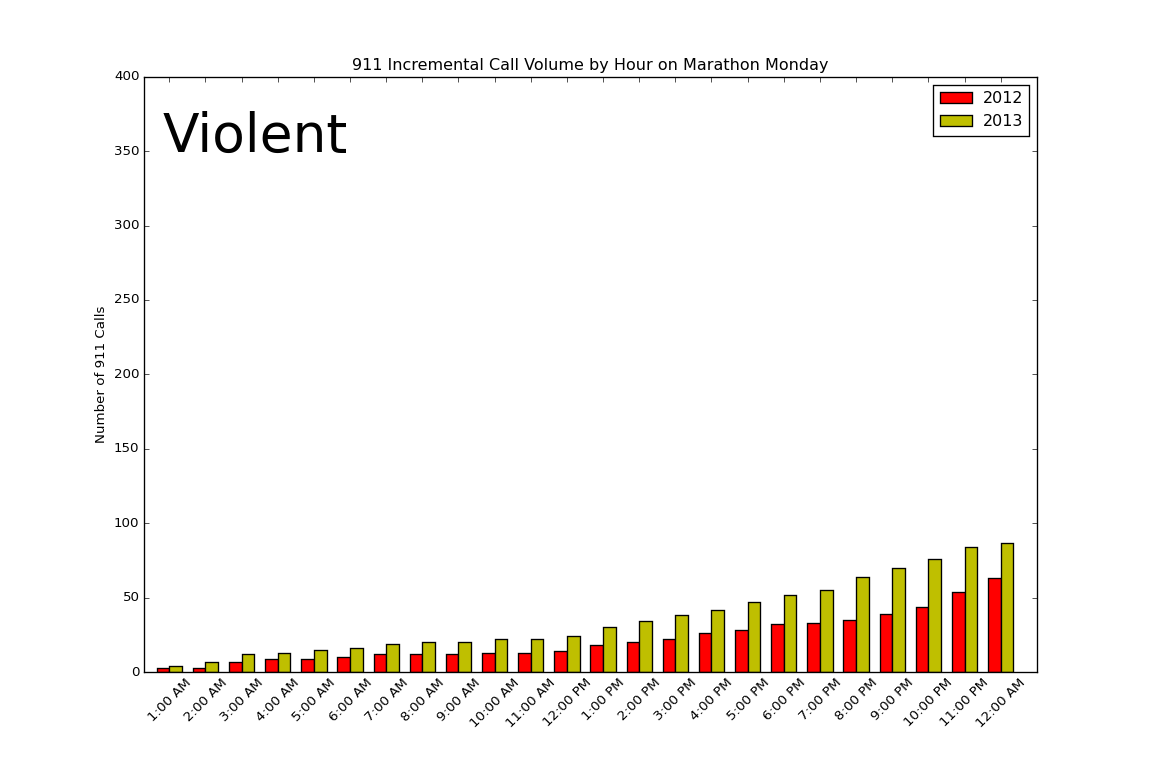 911 Incremental Call Volume by Hour on Marathon Monday
400
350
300
250
200
150
100
50
0
Number of 911 Calls
Violent
2012
2013
1:00 AM
2:00 AM
3:00 AM
4:00 AM
5:00 AM
6:00 AM
7:00 AM
8:00 AM
9:00 AM
10:00 AM
11:00 AM
12:00 PM
1:00 PM
2:00 PM
3:00 PM
4:00 PM
5:00 PM
6:00 PM
7:00 PM
8:00 PM
9:00 PM
10:00 PM
11:00 PM
12:00 AM